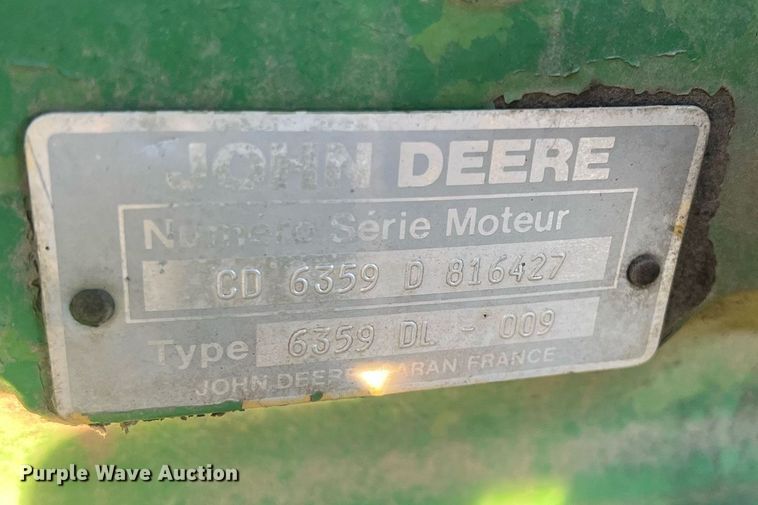 JOHN DEERE
Numéro Série Moteur
CD 6359 D 816427
Type 6359 DL - 009
JOHN DEERE SARAN FRANCE
Purple Wave Auction